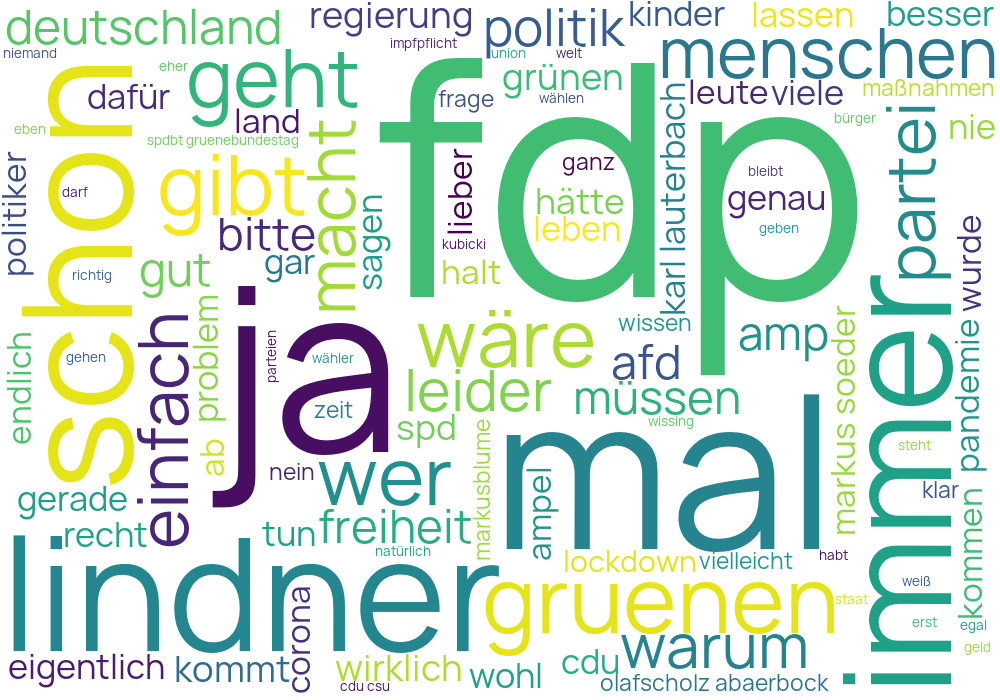 deutschland
regierung
politik
kinder
lassen
besser
niemand
impfpflicht
union
welt
menschen
eher
geht
grünen
dafür
frage
wählen
leute
viele
maßnahmen
schon
fdp
land
macht
eben
spdbt gruenebundestag
karl lauterbach
bürger
nie
partei
politiker
darf
gibt
lieber
ganz
bleibt
hätte
genau
sagen
bitte
leben
geben
kubicki
wurde
richtig
gut
gar
halt
ja
immer
wäre
wissen
amp
markus soeder
pandemie
endlich
gehen
einfach
problem
ab
parteien
wähler
afd
leider
müssen
zeit
spd
wissing
mal
steht
nein
wer
markusblume
ampel
klar
gerade
recht
tun
freiheit
kommen
natürlich
lockdown
vielleicht
habt
lindner
gruenen
weiß
staat
corona
erst
egal
warum
geld
eigentlich
kommt
wirklich
wohl
cdu
cdu csu
olafscholz abaerbock